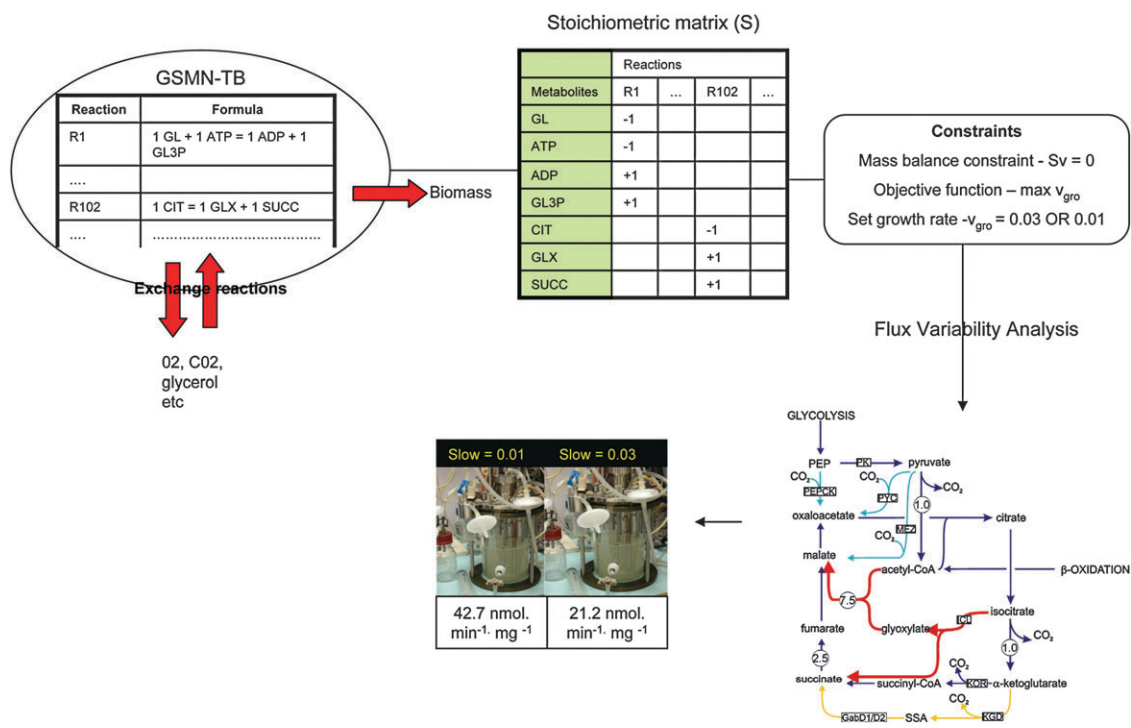 Stoichiometric matrix (S)
GSMN-TB
Reaction Formula
R1 1 GL + 1 ATP = 1 ADP + 1
GL3P
....
R102 1 CIT = 1 GLX + 1 SUCC
.... ......................................
Exchange reactions
02, C02,
glycerol
etc
Biomass
Reactions
Metabolites R1 ... R102 ...
GL -1
ATP -1
ADP +1
GL3P +1
CIT -1
GLX +1
SUCC +1
Constraints
Mass balance constraint - Sv = 0
Objective function – max vgro
Set growth rate -vgro = 0.03 OR 0.01
Flux Variability Analysis
Slow = 0.01 Slow = 0.03
42.7 nmol. 21.2 nmol.
min-1. mg -1 min-1. mg -1
GLYCOLYSIS
PEP PK pyruvate
CO2 CO2 CO2
PEPCK PYC
1.0
oxaloacetate citrate
MEZ
CO2
malate
acetyl-CoA β-OXIDATION
7.5
isocitrate
ICL
fumarate glyoxylate
CO2
1.0
2.5
CO2
succinate succinyl-CoA KOR α-ketoglutarate
CO2
GabD1/D2 SSA KGD